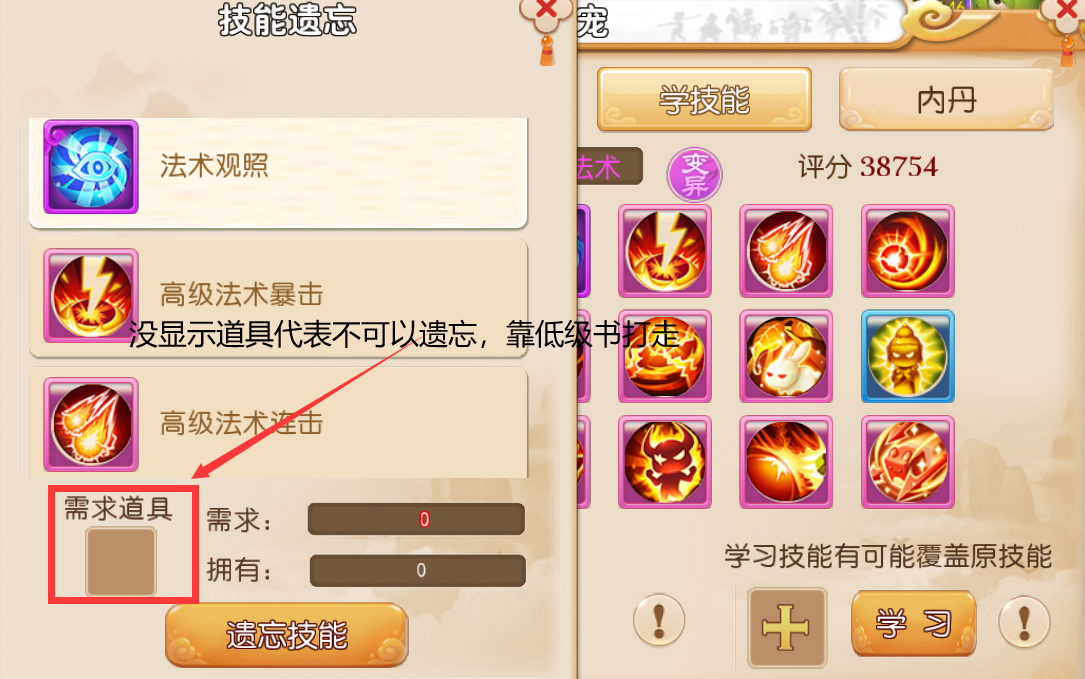 技能遗忘
法术观照
高级法术暴击
没显示道具代表不可以遗忘，靠低级书打走
高级法术连击
需求道具
需求：
0
拥有：
0
遗忘技能
宠
学技能
内丹
法术
变异
评分 38754
学习技能有可能覆盖原技能
学 习